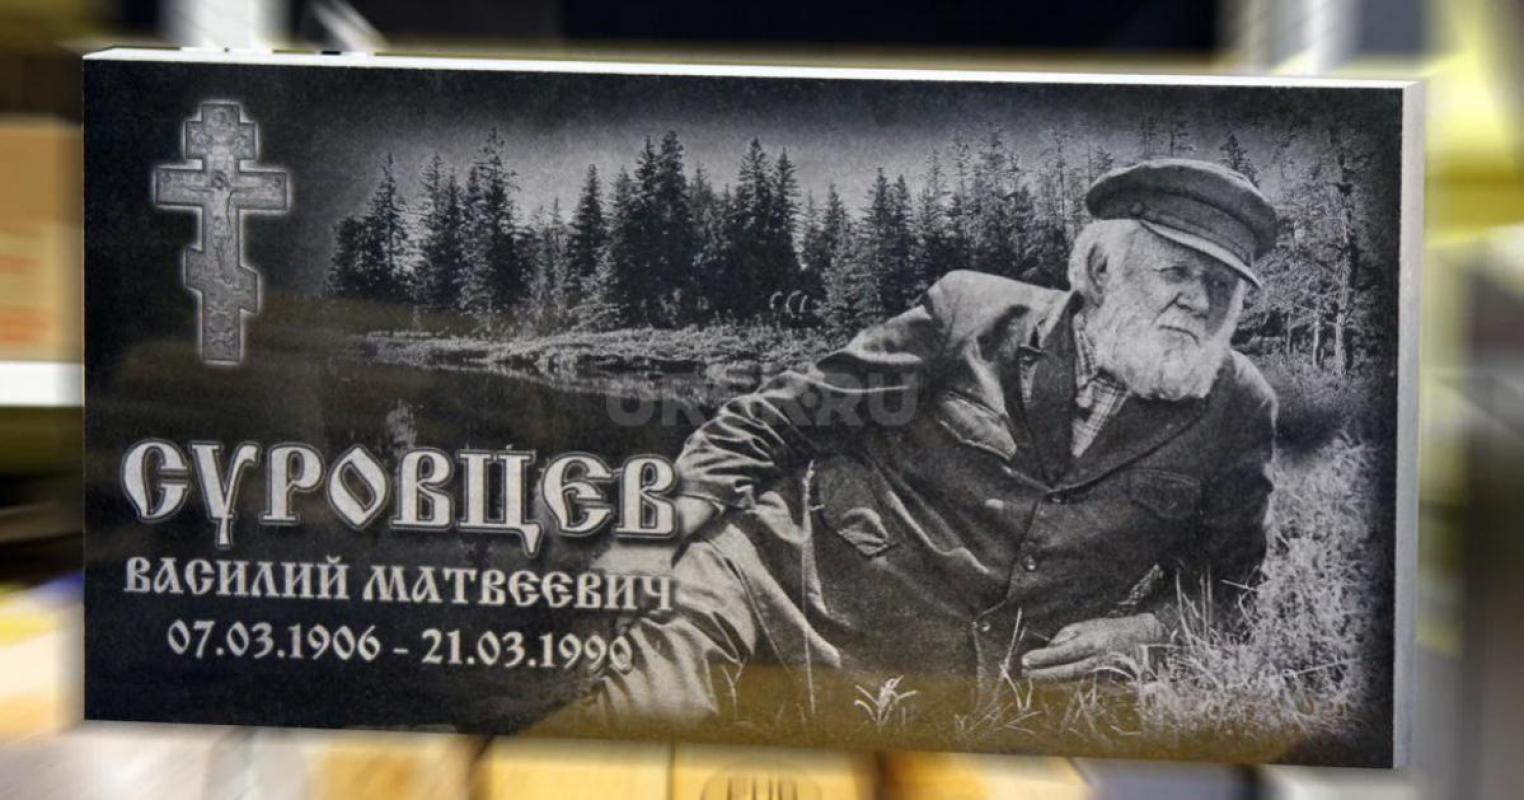 СУРОВЦЕВ
ВАСИЛИЙ МАТВЕЕВИЧ
07.03.1906 - 21.03.1990